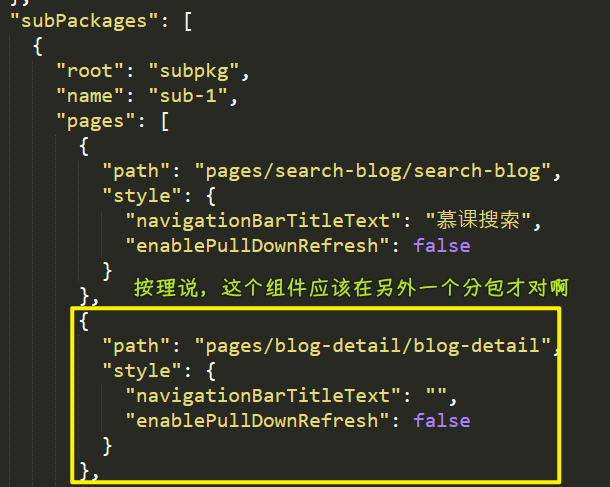 },
"subPackages": [
{
"root": "subpkg",
"name": "sub-1",
"pages": [
{
"path": "pages/search-blog/search-blog",
"style": {
"navigationBarTitleText": "慕课搜索",
"enablePullDownRefresh": false
}
按理说，这个组件应该在另外一个分包才对啊
},
{
"path": "pages/blog-detail/blog-detail",
"style": {
"navigationBarTitleText": "",
"enablePullDownRefresh": false
}
},